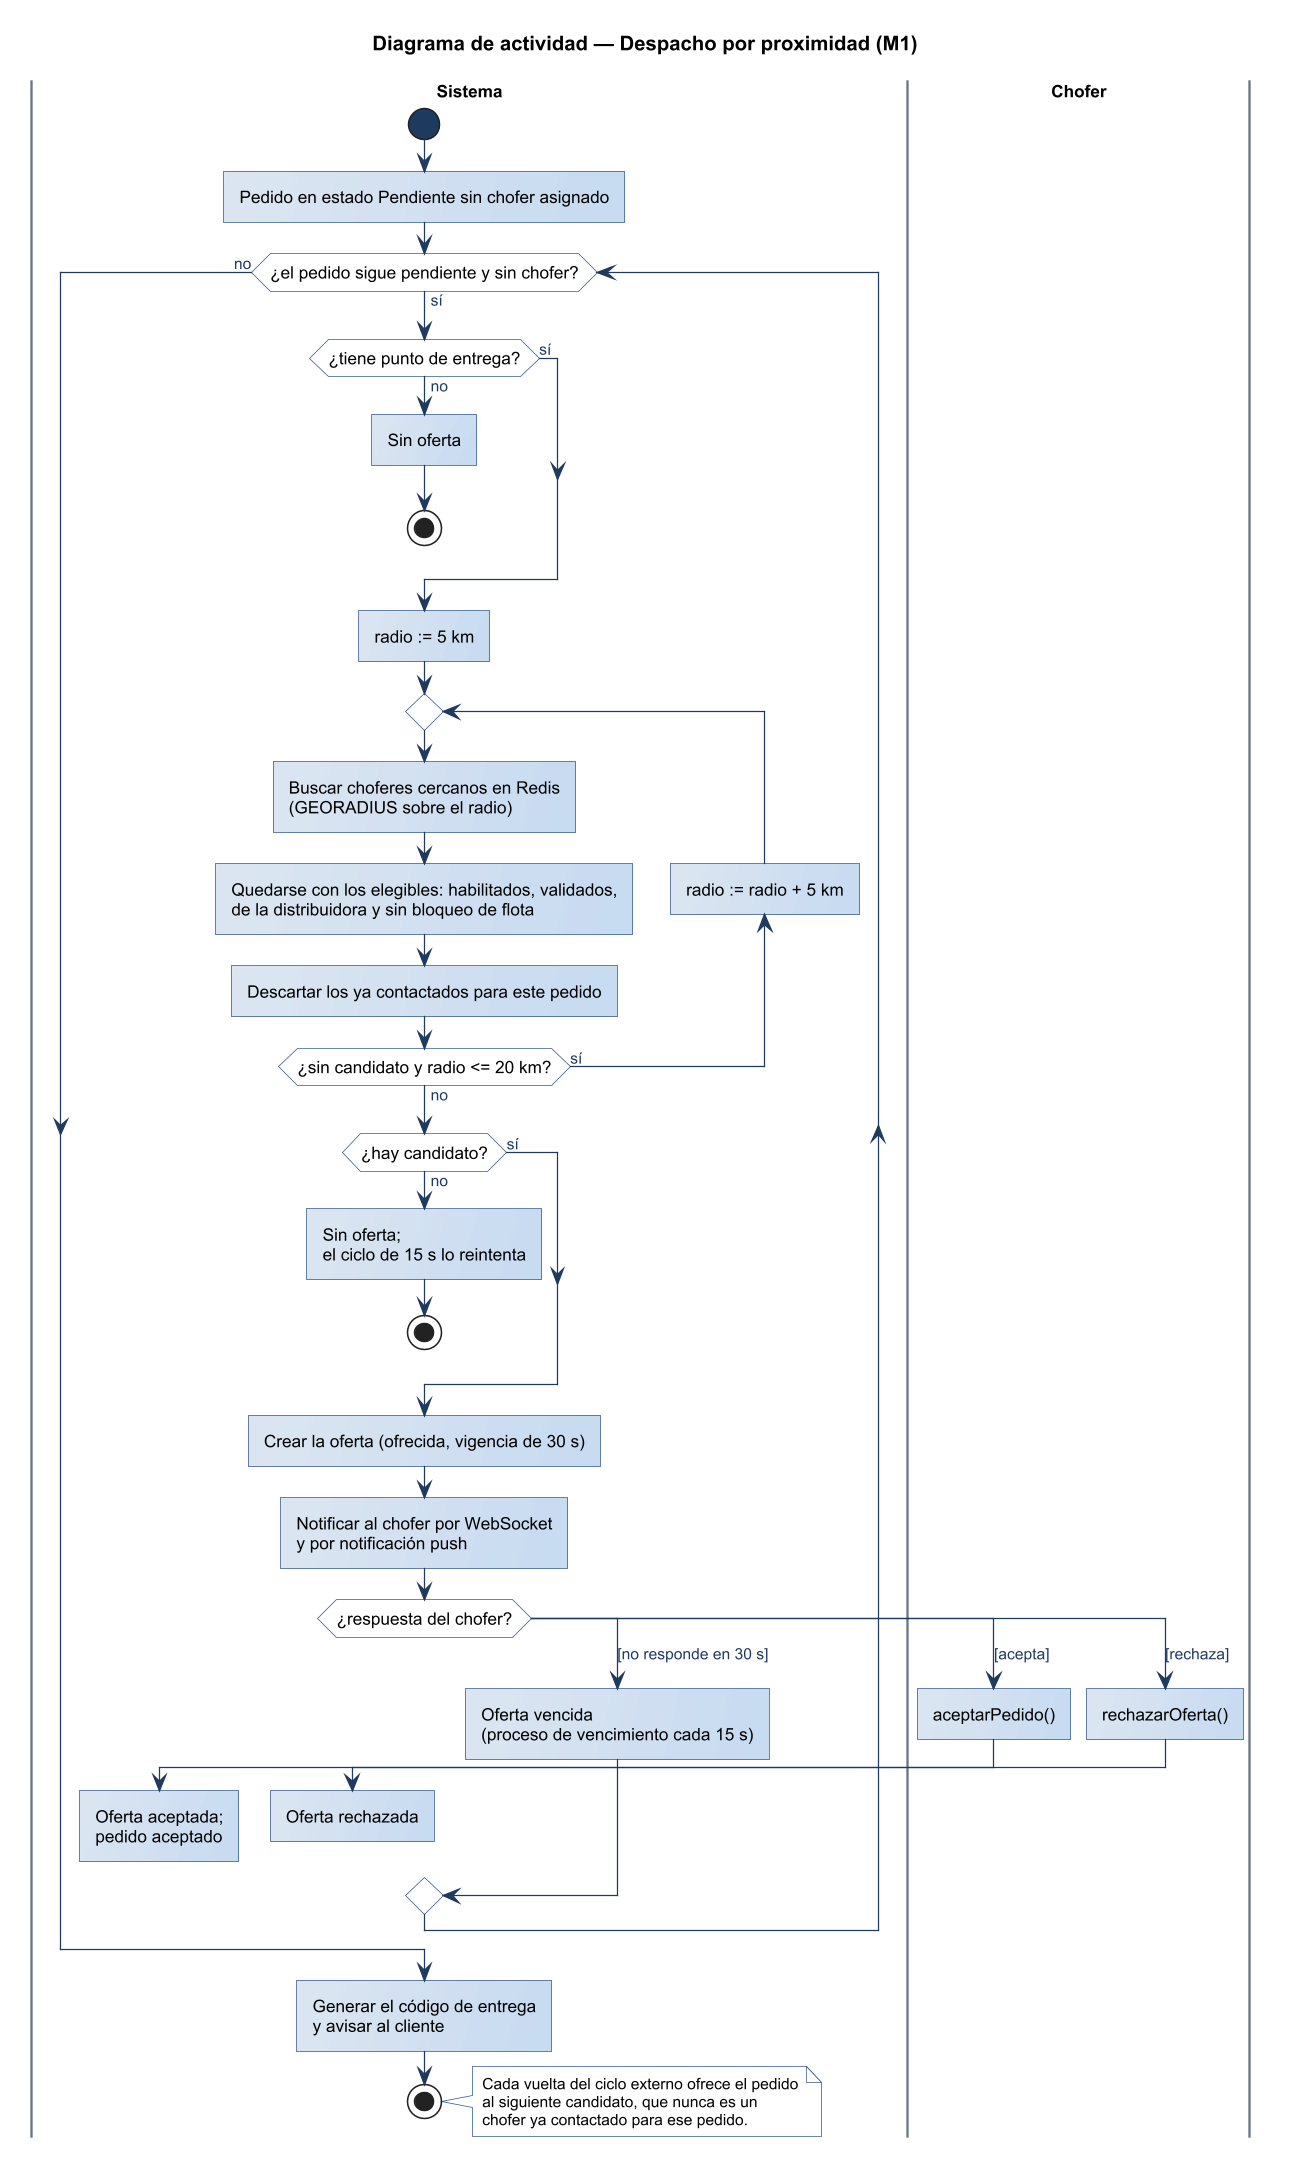 Diagrama de actividad — Despacho por proximidad (M1)
Sistema
Chofer
Pedido en estado Pendiente sin chofer asignado
no
¿el pedido sigue pendiente y sin chofer?
sí
¿tiene punto de entrega?
sí
no
Sin oferta
radio := 5 km
Buscar choferes cercanos en Redis
(GEORADIUS sobre el radio)
Quedarse con los elegibles: habilitados, validados,
de la distribuidora y sin bloqueo de flota
radio := radio + 5 km
Descartar los ya contactados para este pedido
¿sin candidato y radio <= 20 km?
sí
no
¿hay candidato?
sí
no
Sin oferta;
el ciclo de 15 s lo reintenta
Crear la oferta (ofrecida, vigencia de 30 s)
Notificar al chofer por WebSocket
y por notificación push
¿respuesta del chofer?
[no responde en 30 s]
[acepta]
[rechaza]
Oferta vencida
(proceso de vencimiento cada 15 s)
aceptarPedido()
rechazarOferta()
Oferta aceptada;
pedido aceptado
Oferta rechazada
Generar el código de entrega
y avisar al cliente
Cada vuelta del ciclo externo ofrece el pedido
al siguiente candidato, que nunca es un
chofer ya contactado para ese pedido.